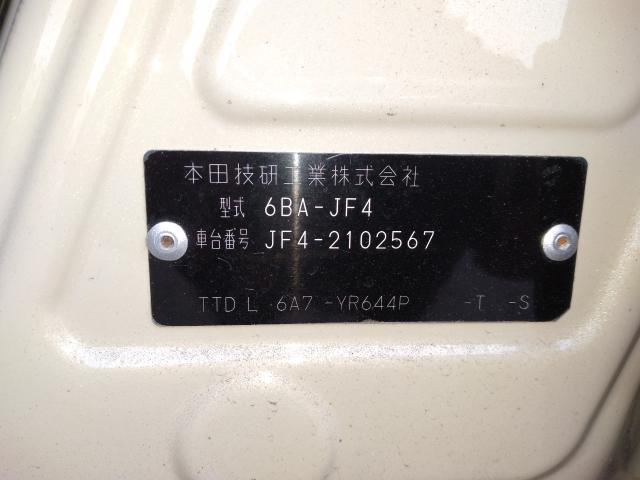 本田技研工業株式会社
型式 6BA-JF4
車台番号 JF4-2102567
TTD L 6A7 -YR644P -T -S